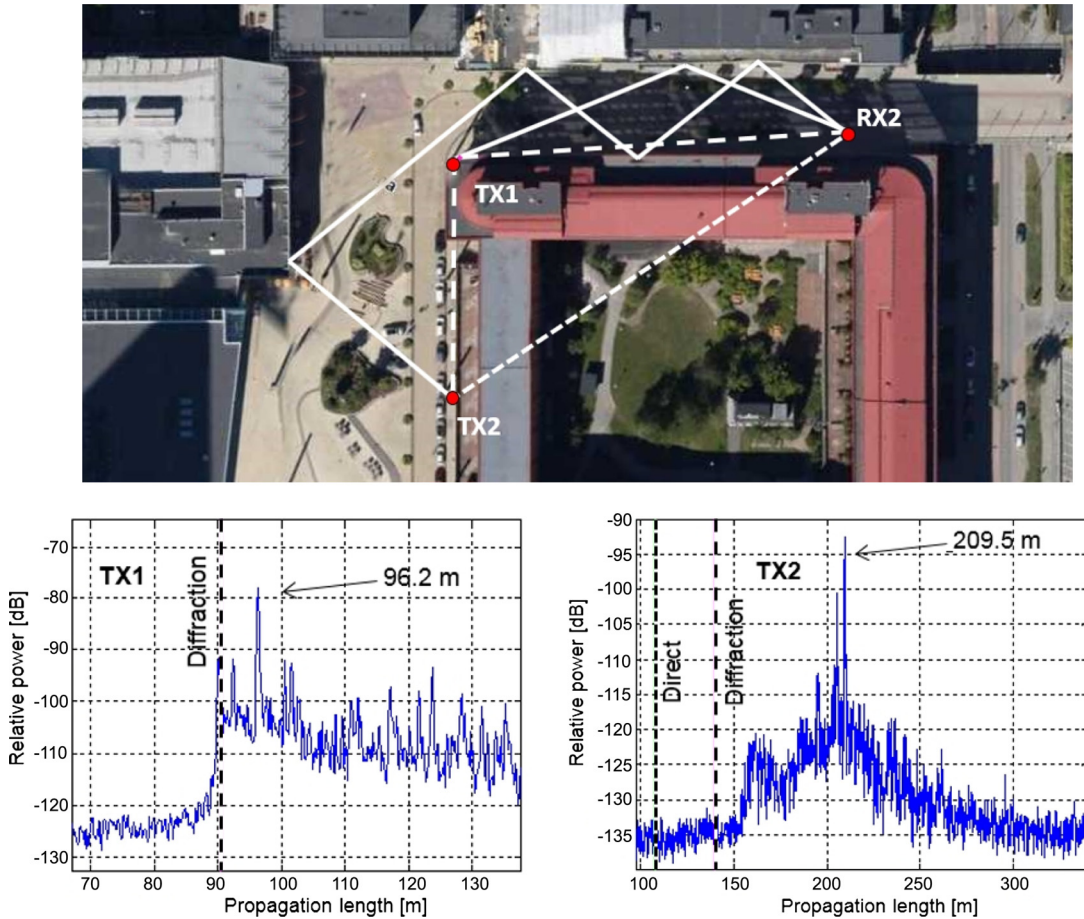 RX2
a
TX1
TX2
-70
-80
-90
-100
-110
-120
-130
Relative power [dB]
TX1
Diffraction
96.2 m
70
80
90
100
110
120
130
Propagation length [m]
-90
-95
-100
-105
-110
-115
-120
-125
-130
-135
Relative power [dB]
TX2
209.5 m
Direct
Diffraction
100
150
200
250
300
Propagation length [m]